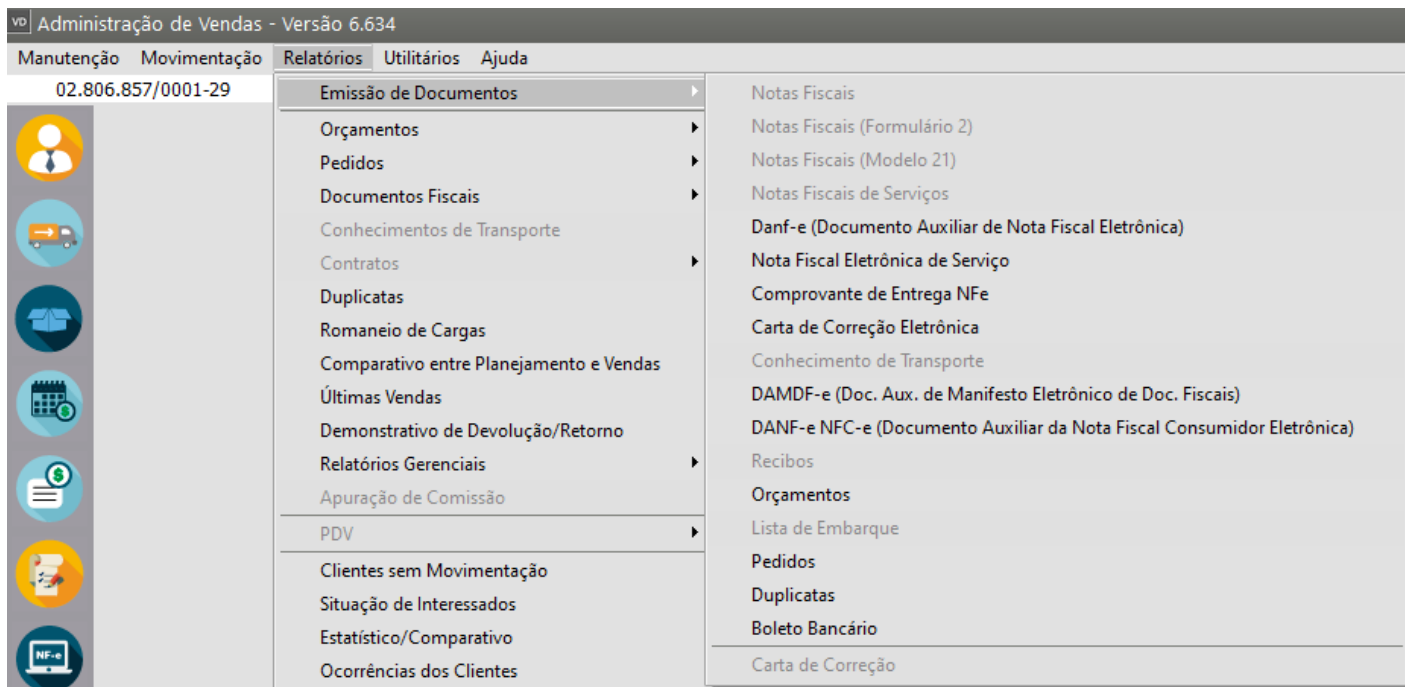 VD Administração de Vendas - Versão 6.634
Manutenção Movimentação Relatórios Utilitários Ajuda
02.806.857/0001-29
Emissão de Documentos
Orçamentos
Pedidos
Documentos Fiscais
Conhecimentos de Transporte
Contratos
Duplicatas
Romaneio de Cargas
Comparativo entre Planejamento e Vendas
Últimas Vendas
Demonstrativo de Devolução/Retorno
Relatórios Gerenciais
Apuração de Comissão
PDV
Clientes sem Movimentação
Situação de Interessados
Estatístico/Comparativo
Ocorrências dos Clientes
Notas Fiscais
Notas Fiscais (Formulário 2)
Notas Fiscais (Modelo 21)
Notas Fiscais de Serviços
Danf-e (Documento Auxiliar de Nota Fiscal Eletrônica)
Nota Fiscal Eletrônica de Serviço
Comprovante de Entrega NFe
Carta de Correção Eletrônica
Conhecimento de Transporte
DAMDF-e (Doc. Aux. de Manifesto Eletrônico de Doc. Fiscais)
DANF-e NFC-e (Documento Auxiliar da Nota Fiscal Consumidor Eletrônica)
Recibos
Orçamentos
Lista de Embarque
Pedidos
Duplicatas
Boleto Bancário
Carta de Correção
NF-e